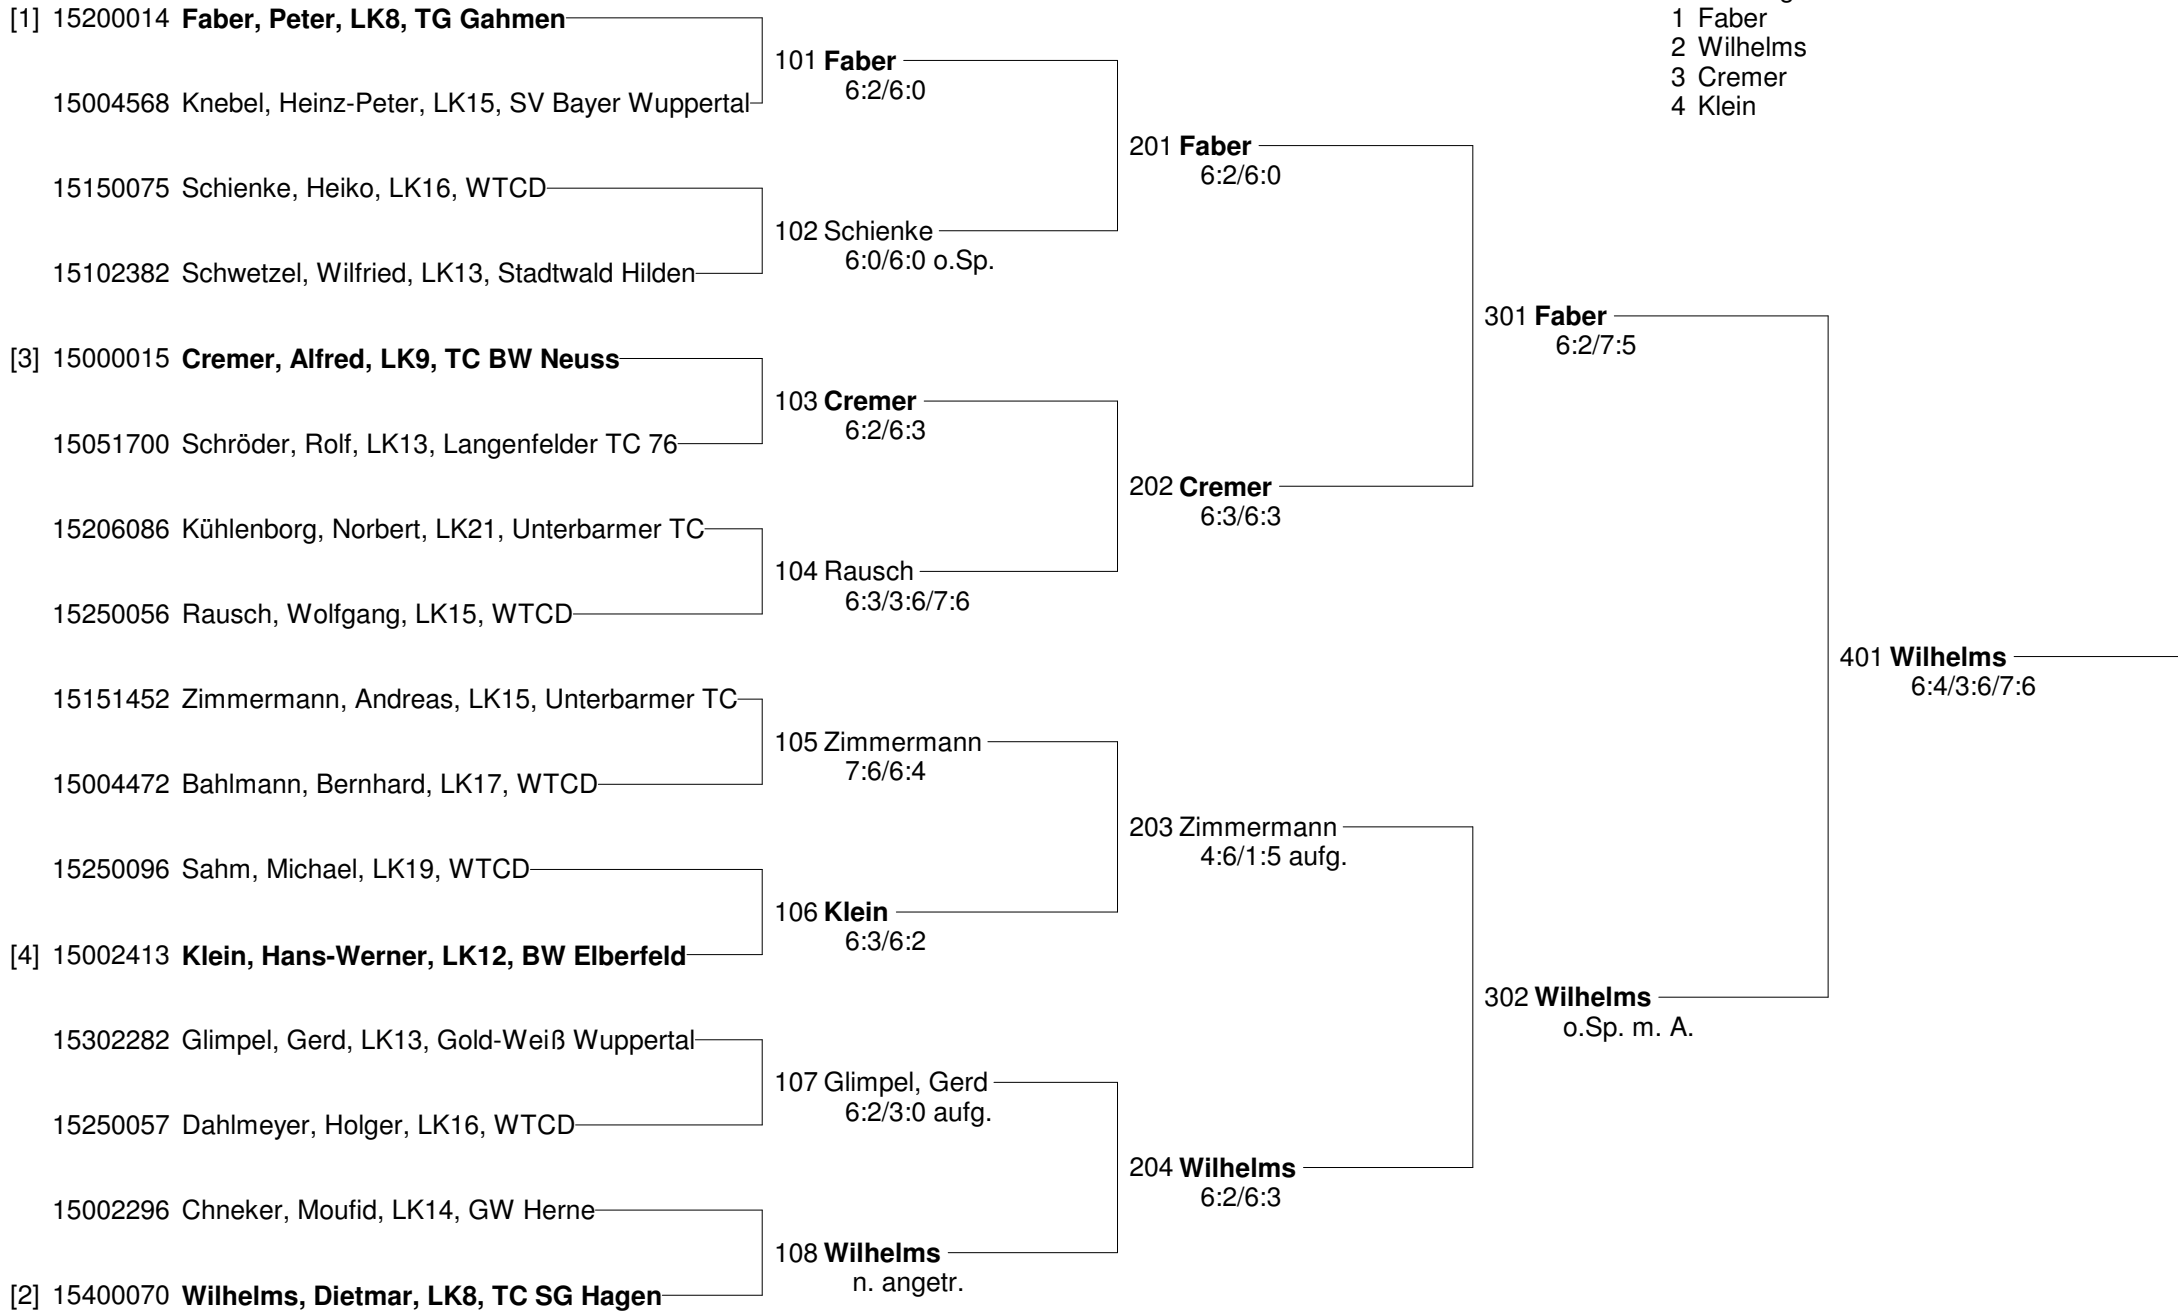 [1] 15200014 Faber, Peter, LK8, TG Gahmen
15004568 Knebel, Heinz-Peter, LK15, SV Bayer Wuppertal
15150075 Schienke, Heiko, LK16, WTCD
15102382 Schwetzel, Wilfried, LK13, Stadtwald Hilden
[3] 15000015 Cremer, Alfred, LK9, TC BW Neuss
15051700 Schröder, Rolf, LK13, Langenfelder TC 76
15206086 Kühlenborg, Norbert, LK21, Unterbarmer TC
15250056 Rausch, Wolfgang, LK15, WTCD
15151452 Zimmermann, Andreas, LK15, Unterbarmer TC
15004472 Bahlmann, Bernhard, LK17, WTCD
15250096 Sahm, Michael, LK19, WTCD
[4] 15002413 Klein, Hans-Werner, LK12, BW Elberfeld
15302282 Glimpel, Gerd, LK13, Gold-Weiß Wuppertal
15250057 Dahlmeyer, Holger, LK16, WTCD
15002296 Chneker, Moufid, LK14, GW Herne
[2] 15400070 Wilhelms, Dietmar, LK8, TC SG Hagen
101 Faber
6:2/6:0
102 Schienke
6:0/6:0 o.Sp.
103 Cremer
6:2/6:3
104 Rausch
6:3/3:6/7:6
105 Zimmermann
7:6/6:4
106 Klein
6:3/6:2
107 Glimpel, Gerd
6:2/3:0 aufg.
108 Wilhelms
n. angetr.
201 Faber
6:2/6:0
202 Cremer
6:3/6:3
203 Zimmermann
4:6/1:5 aufg.
204 Wilhelms
6:2/6:3
301 Faber
6:2/7:5
302 Wilhelms
o.Sp. m. A.
401 Wilhelms
6:4/3:6/7:6
1 Faber
2 Wilhelms
3 Cremer
4 Klein